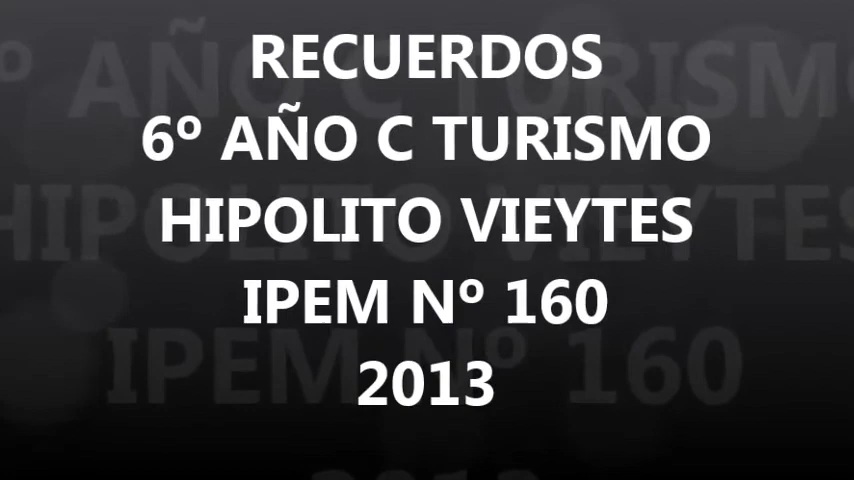 RECUERDOS
6º AÑO C TURISMO
HIPOLITO VIEYTES
IPEM Nº 160
2013